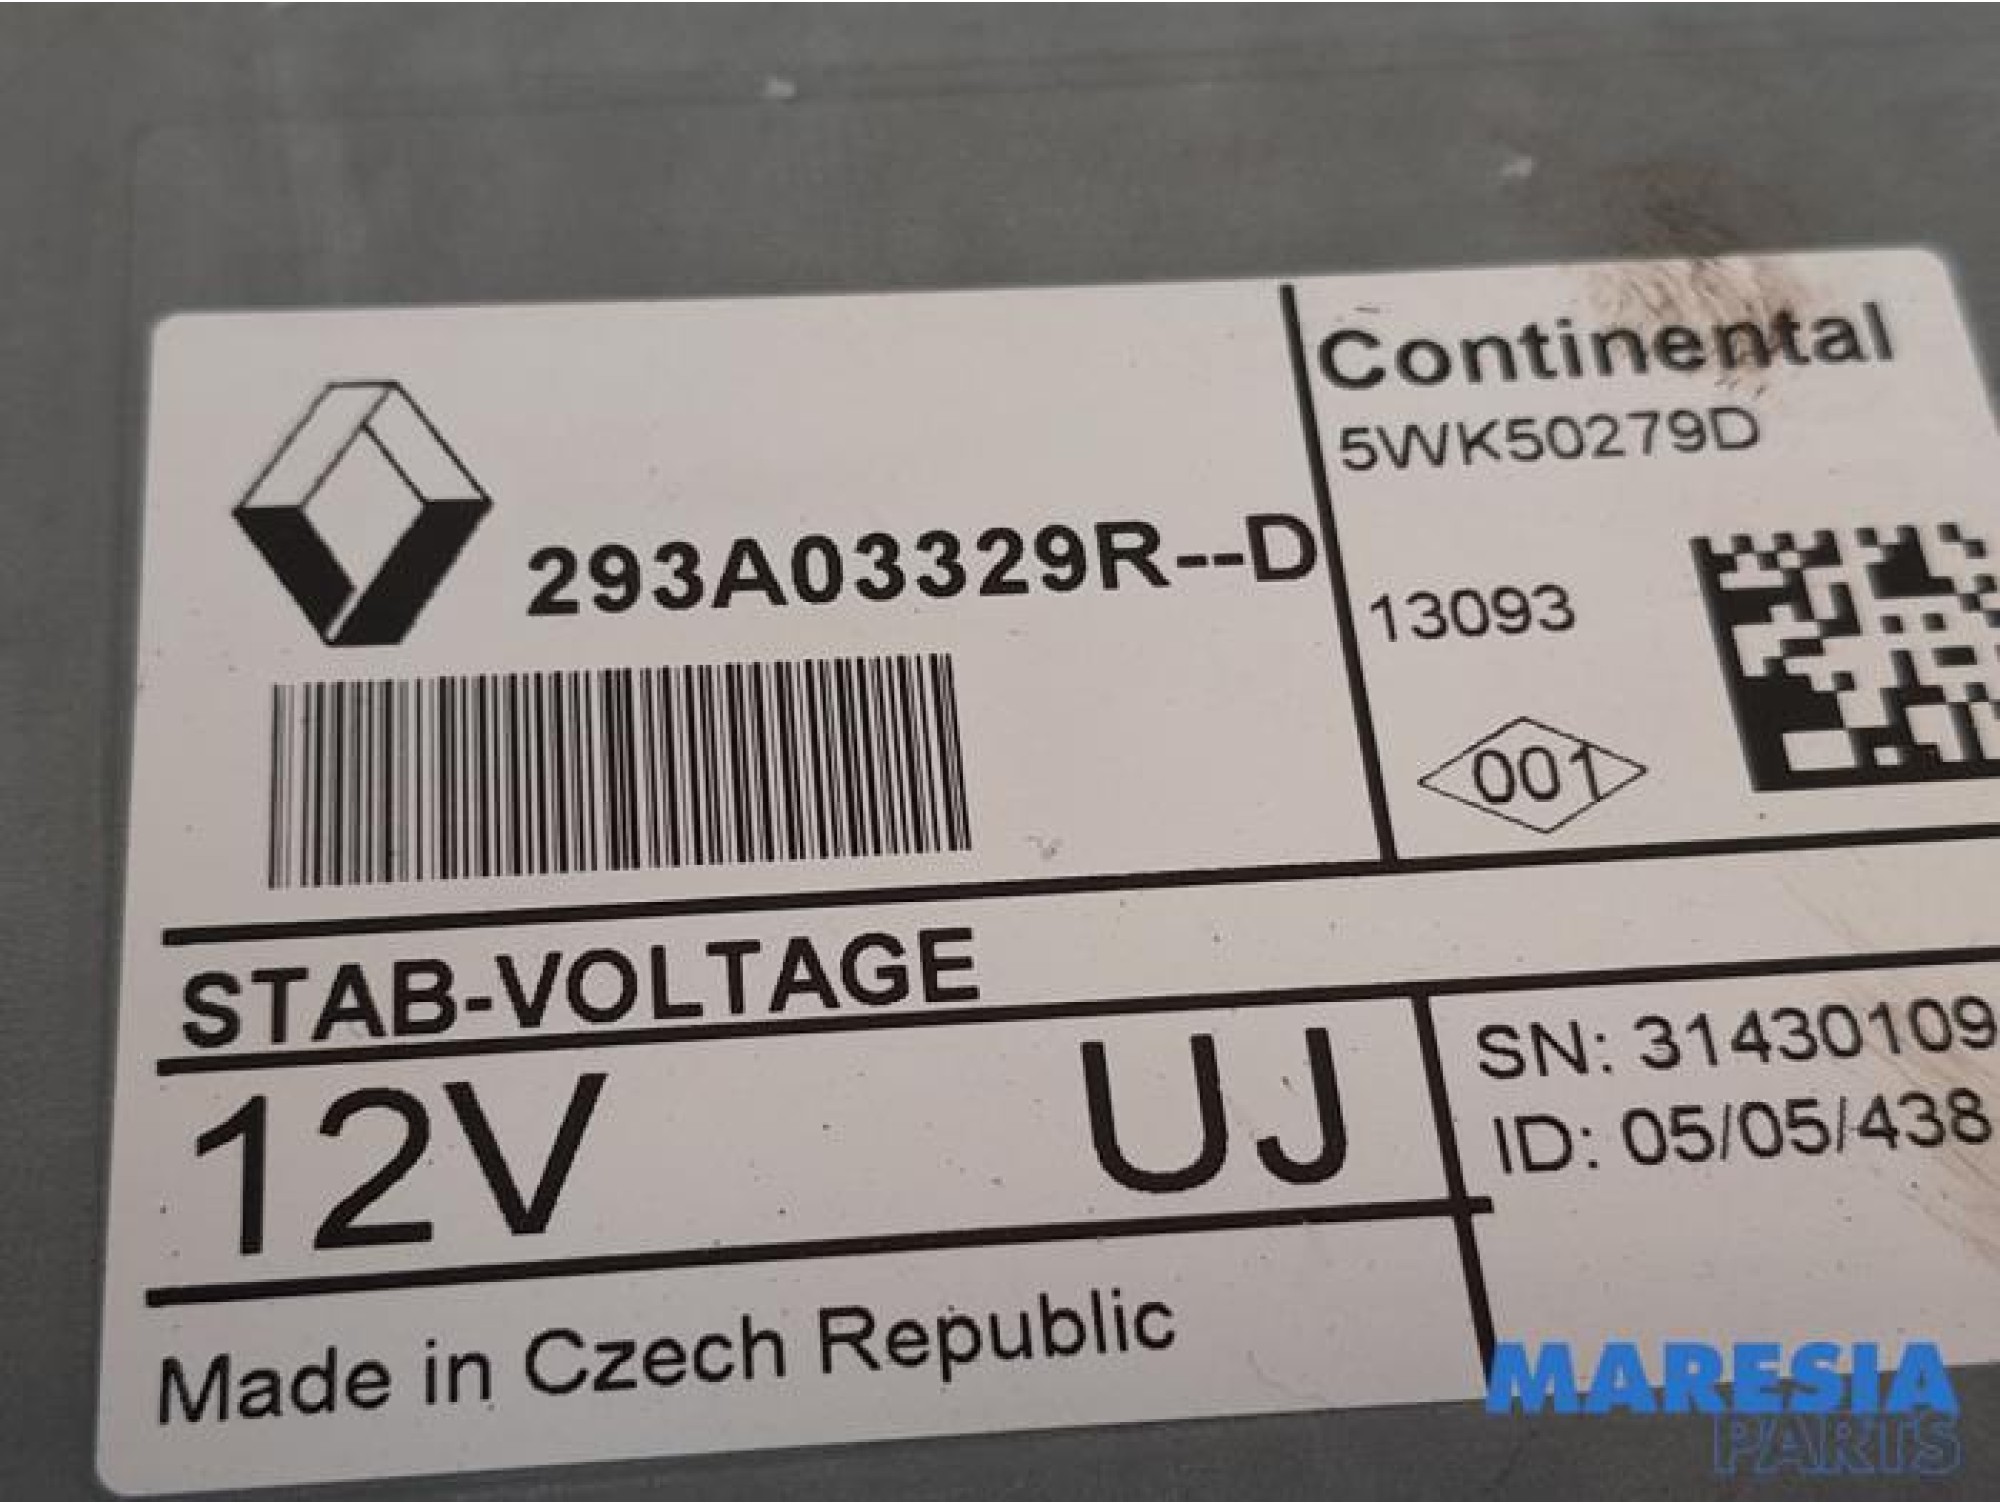 Continental
5WK50279D
293A03329R--D
13093
001
STAB-VOLTAGE
12V
UJ
SN: 31430109
ID: 05/05/438
Made in Czech Republic
MARESIA
PARTS